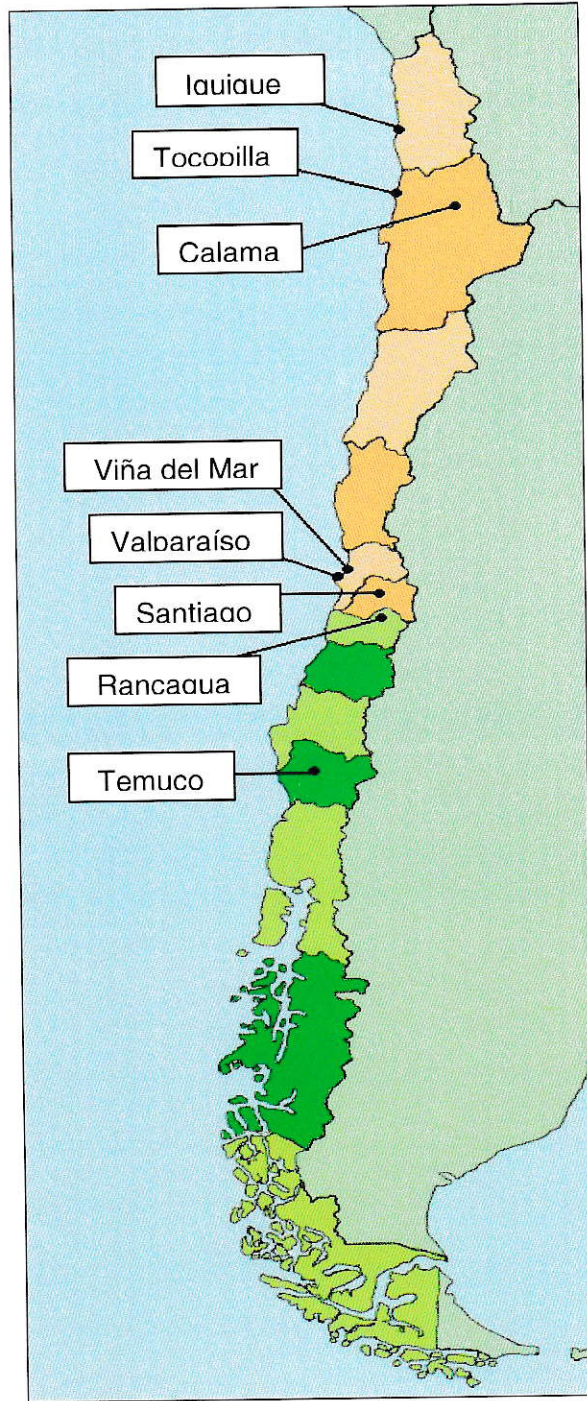 Iquique
Tocopilla
Calama
Viña del Mar
Valparaíso
Santiago
Rancagua
Temuco